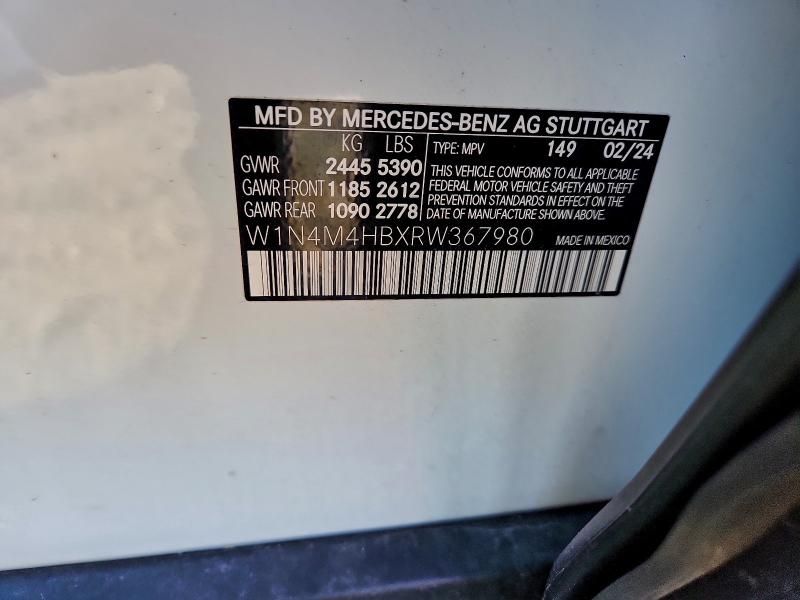 MFD BY MERCEDES-BENZ AG STUTTGART
KG LBS
GVWR 2445 5390
GAWR FRONT 1185 2612
GAWR REAR 1090 2778
TYPE: MPV 149 02/24
THIS VEHICLE CONFORMS TO ALL APPLICABLE
FEDERAL MOTOR VEHICLE SAFETY AND THEFT
PREVENTION STANDARDS IN EFFECT ON THE
DATE OF MANUFACTURE SHOWN ABOVE.
W1N4M4HBXRW367980 MADE IN MEXICO